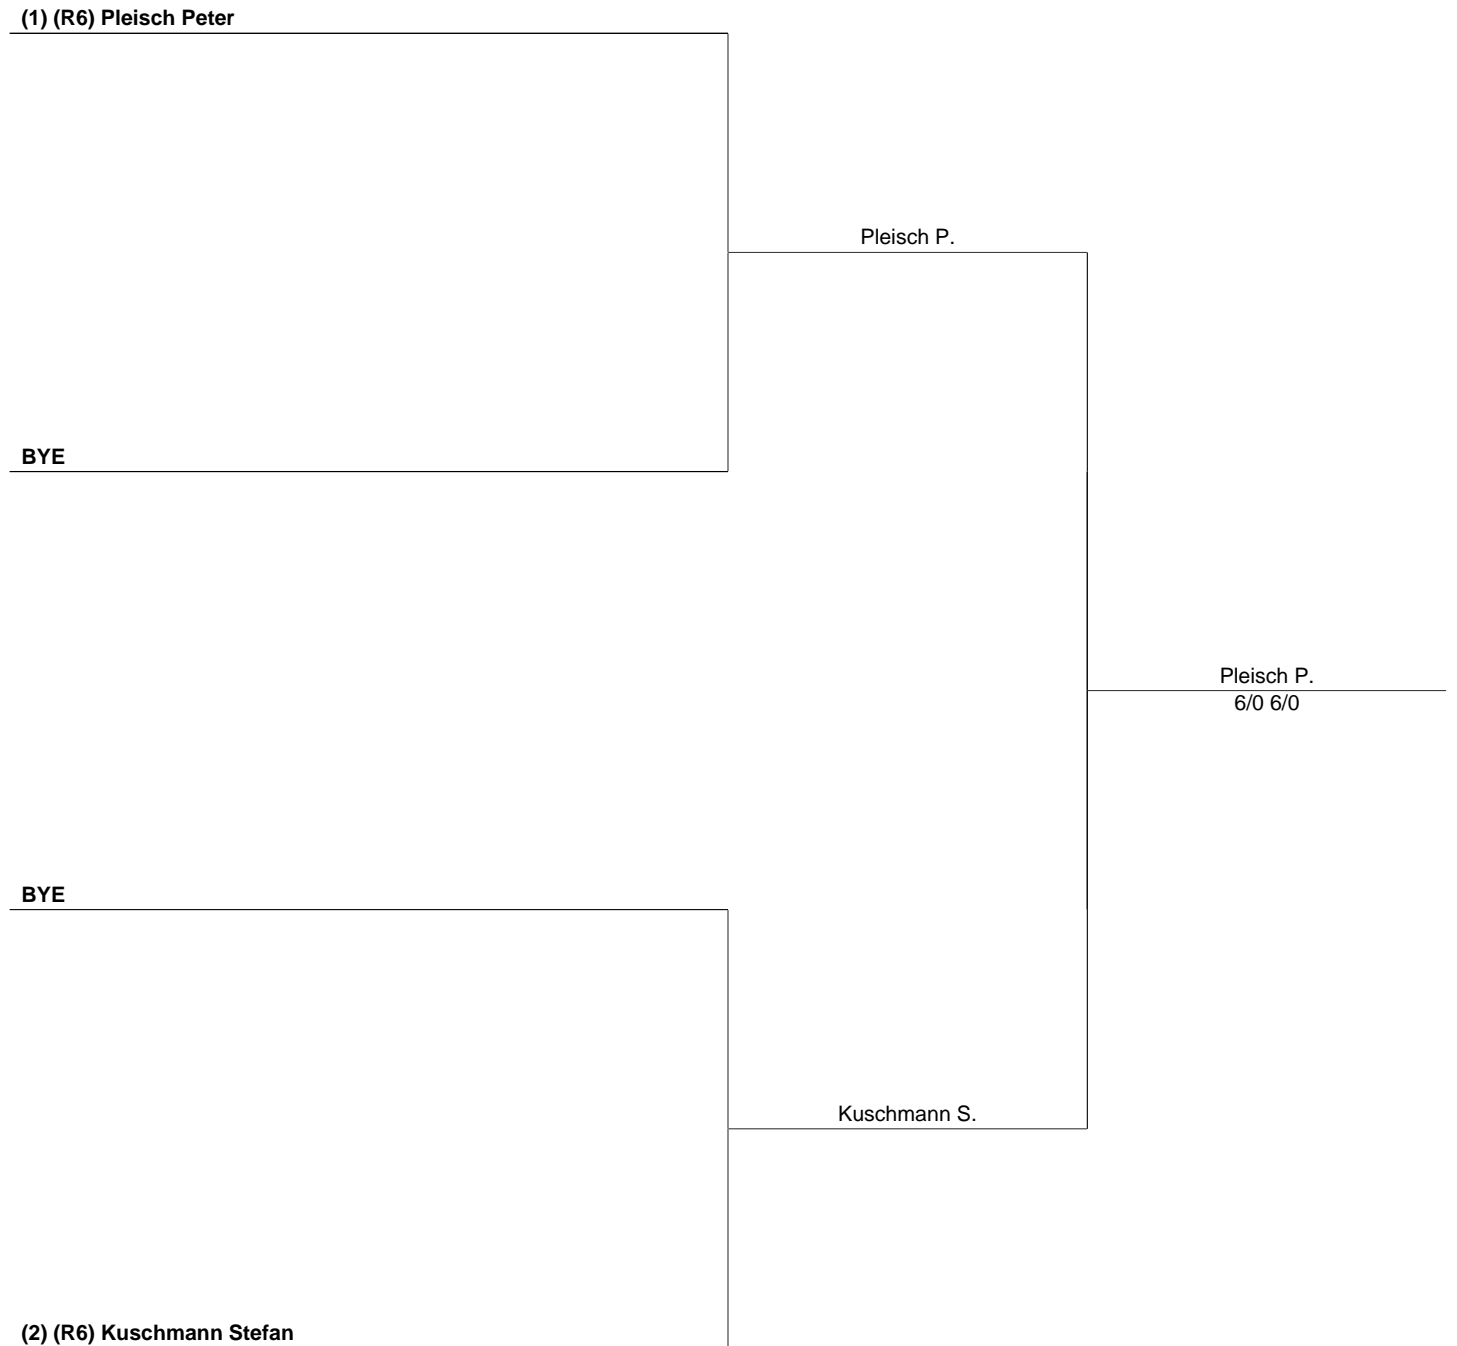 (1) (R6) Pleisch Peter
Pleisch P.
BYE
Pleisch P.
6/0 6/0
BYE
Kuschmann S.
(2) (R6) Kuschmann Stefan